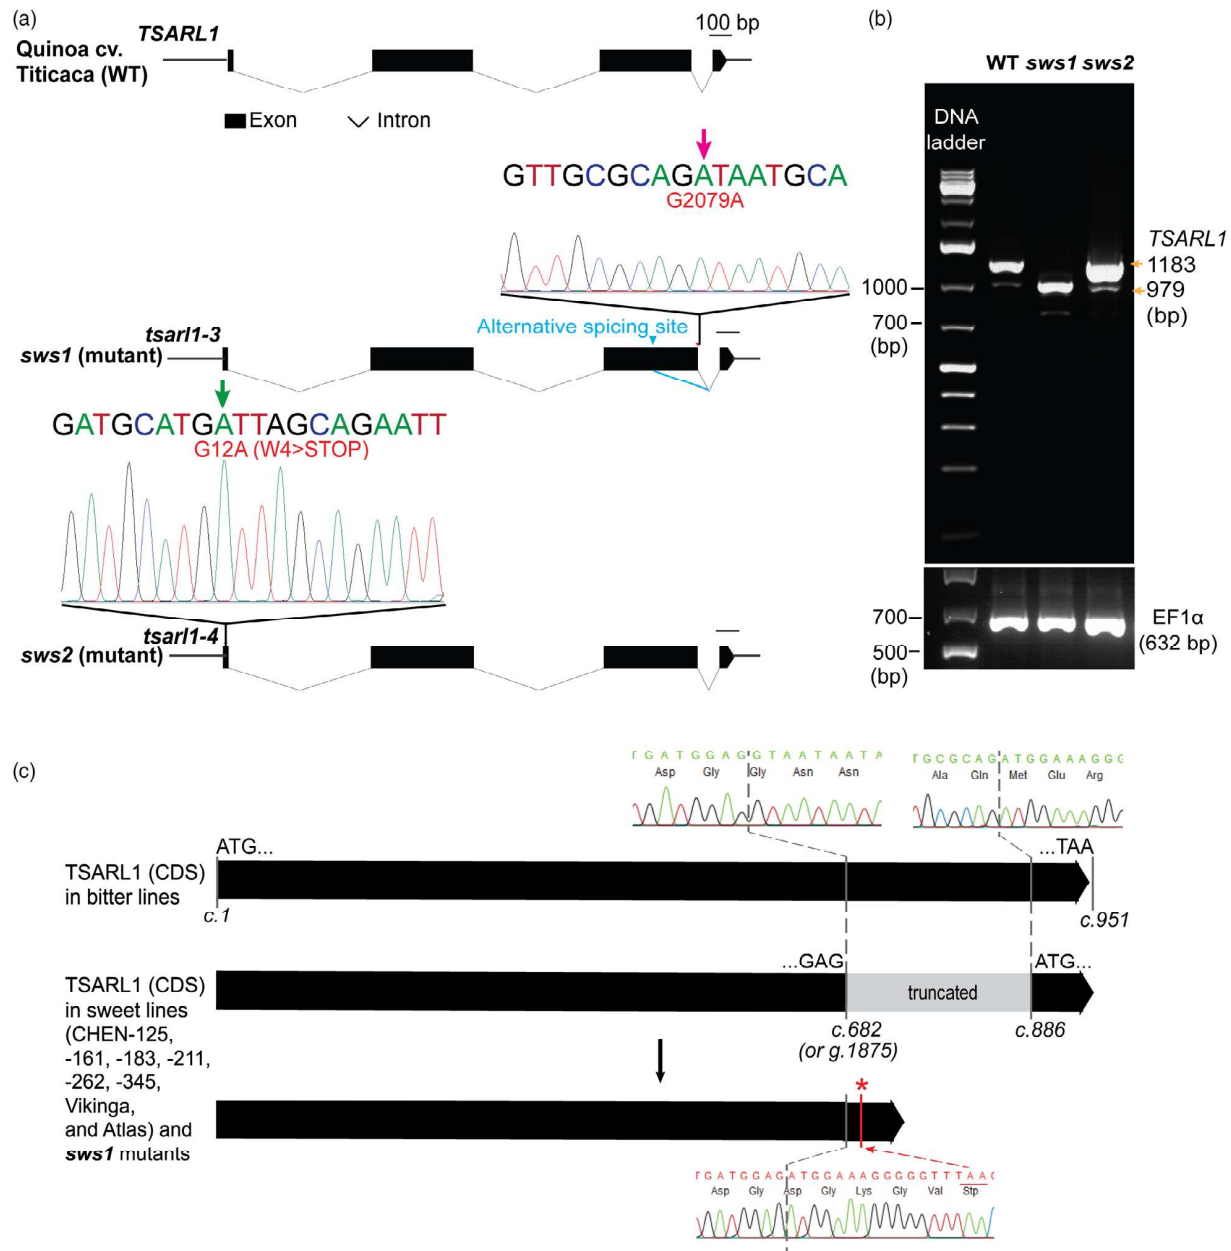 (a)
TSARL1
100 bp
Quinoa cv.
Titicaca (WT)
Exon
Intron
GTTGCGCAGATAATGCA
G2079A
Alternative spicing site
tsarl1-3
sws1 (mutant)
GATGCATGATTAGCAGAATT
G12A (W4>STOP)
tsarl1-4
sws2 (mutant)
(b)
WT sws1 sws2
DNA
ladder
TSARL1
1183
1000
979
700
(bp)
(bp)
700
EF1α
500
(632 bp)
(bp)
(c)
TGATGGAGGTAATAATA
Asp Gly Gly Asn Asn
TGCGCAGATGGAAAGGG
Ala Gln Met Glu Arg
ATG...
...TAA
TSARL1 (CDS)
in bitter lines
c.1
c.951
...GAG
ATG...
TSARL1 (CDS)
in sweet lines
(CHEN-125,
-161, -183, -211,
-262, -345,
Vikinga,
and Atlas) and
sws1 mutants
truncated
c.682
(or g.1875)
c.886
*
TGATGGAGATGGAAAGGGGGTTTAAG
Asp Gly Asp Gly Lys Gly Val Stp